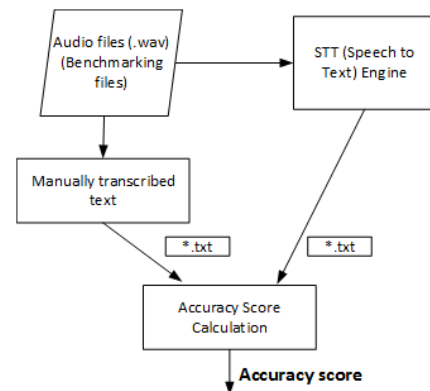 Audio files (.wav)
(Benchmarking
files)
STT (Speech to
Text) Engine
Manually transcribed
text
*.txt
*.txt
Accuracy Score
Calculation
Accuracy score